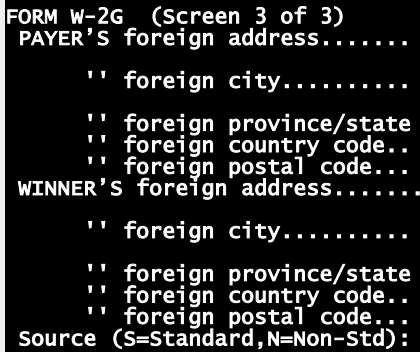 FORM W-2G (Screen 3 of 3)
PAYER'S foreign address.......
'' foreign city..........
'' foreign province/state
'' foreign country code..
'' foreign postal code...
WINNER'S foreign address.......
'' foreign city..........
'' foreign province/state
'' foreign country code..
'' foreign postal code...
Source (S=Standard,N=Non-Std):